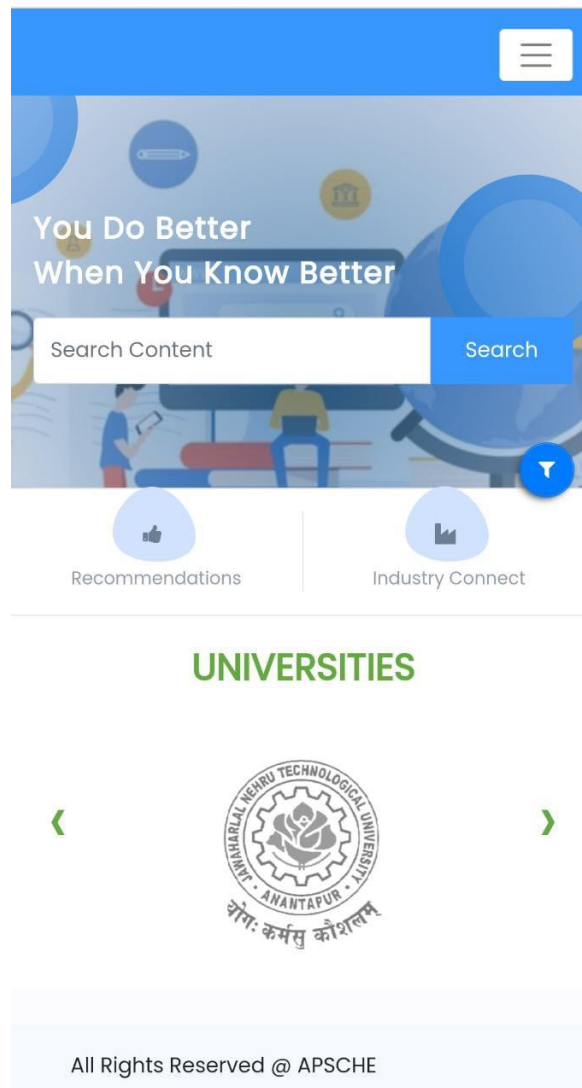 You Do Better
When You Know Better
Search Content
Search
Recommendations
Industry Connect
UNIVERSITIES
JAWAHARLAL NEHRU TECHNOLOGICAL UNIVERSITY
ANANTAPUR
योगः कर्मसु कौशलम्
All Rights Reserved @ APSCHE